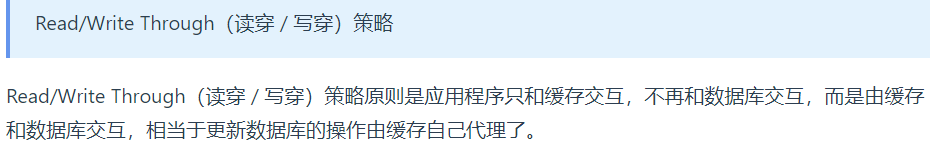 Read/Write Through（读穿 / 写穿）策略
Read/Write Through（读穿 / 写穿）策略原则是应用程序只和缓存交互，不再和数据库交互，而是由缓存
和数据库交互，相当于更新数据库的操作由缓存自己代理了。